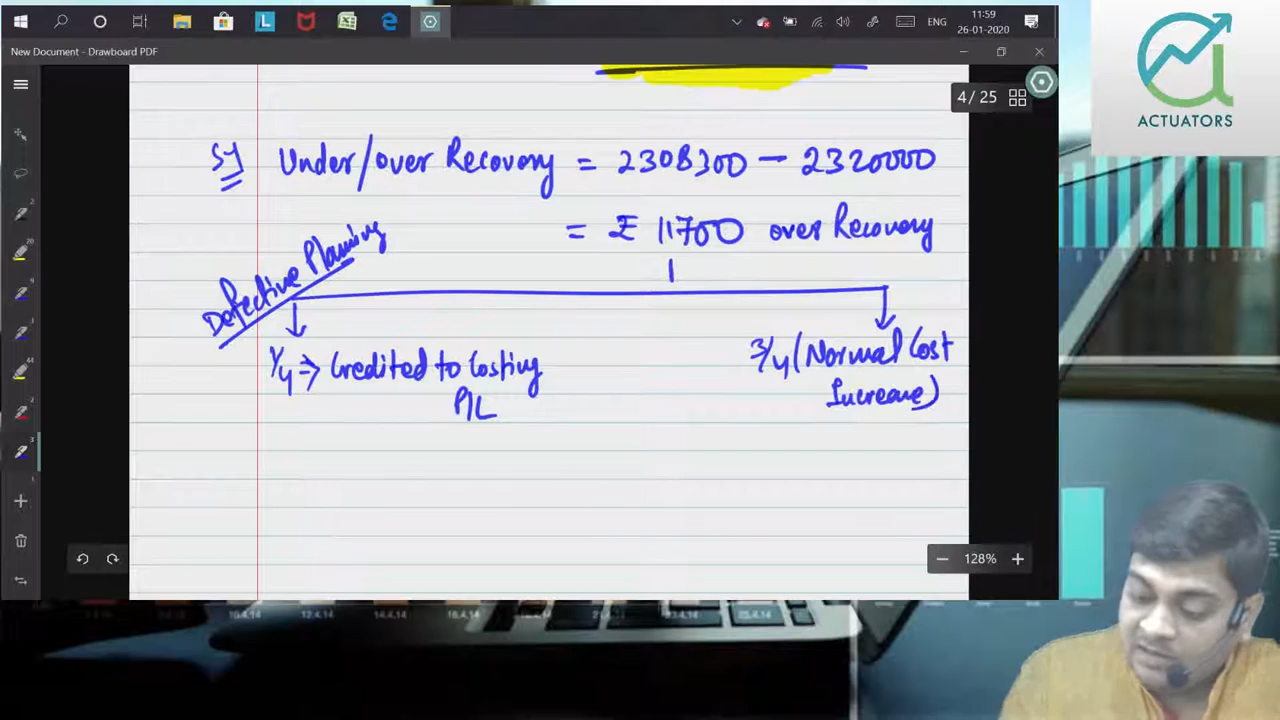 ENG
11:59
26-01-2020
New Document - Drawboard PDF
4 / 25
ACTUATORS
Under/over Recovery = 2308300 - 2320000
= ₹ 11700 over Recovery
Defective Planning
1/4 => Credited to Costing
P/L
3/4 (Normal Cost
Increase)
128%